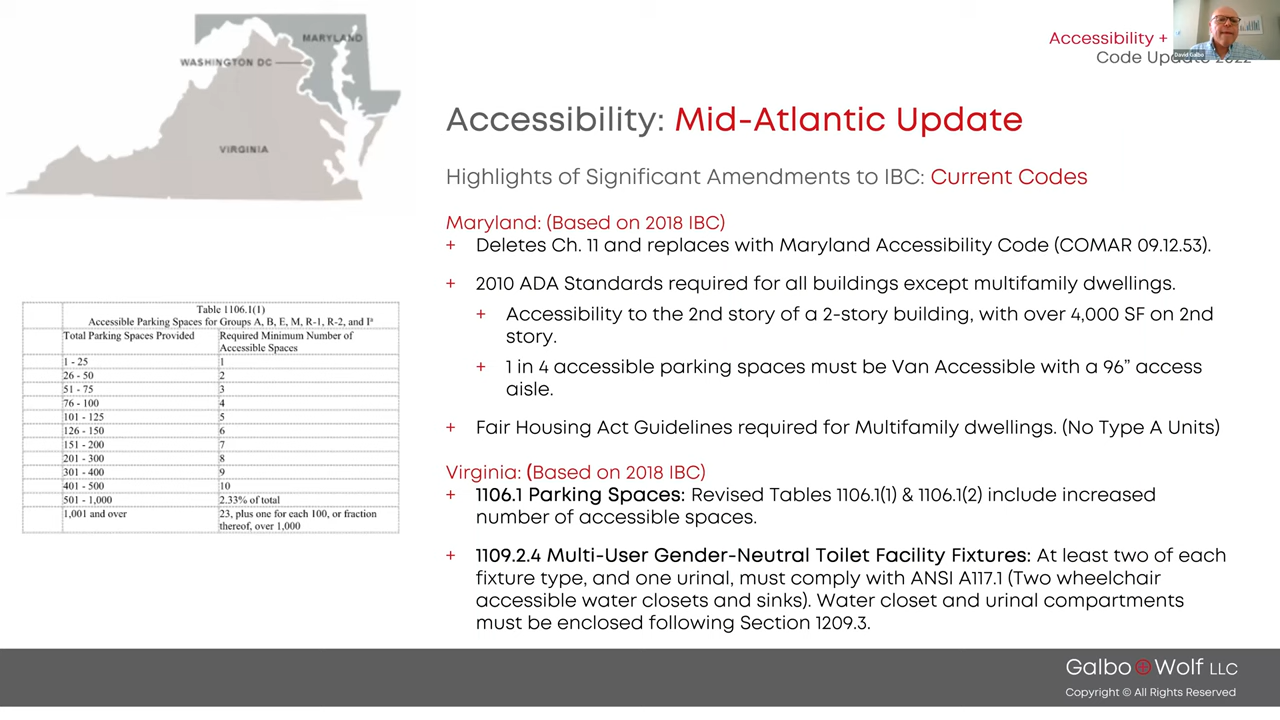 MARYLAND
WASHINGTON DC
VIRGINIA
Accessibility +
Code Update 2022
David Galbo
Accessibility: Mid-Atlantic Update
Highlights of Significant Amendments to IBC: Current Codes
Maryland: (Based on 2018 IBC)
+ Deletes Ch. 11 and replaces with Maryland Accessibility Code (COMAR 09.12.53).
+ 2010 ADA Standards required for all buildings except multifamily dwellings.
+ Accessibility to the 2nd story of a 2-story building, with over 4,000 SF on 2nd
story.
+ 1 in 4 accessible parking spaces must be Van Accessible with a 96” access
aisle.
+ Fair Housing Act Guidelines required for Multifamily dwellings. (No Type A Units)
Virginia: (Based on 2018 IBC)
+ 1106.1 Parking Spaces: Revised Tables 1106.1(1) & 1106.1(2) include increased
number of accessible spaces.
+ 1109.2.4 Multi-User Gender-Neutral Toilet Facility Fixtures: At least two of each
fixture type, and one urinal, must comply with ANSI A117.1 (Two wheelchair
accessible water closets and sinks). Water closet and urinal compartments
must be enclosed following Section 1209.3.
Table 1106.1(1)
Accessible Parking Spaces for Groups A, B, E, M, R-1, R-2, and Iª
Total Parking Spaces Provided Required Minimum Number of
Accessible Spaces
1 - 25 1
26 - 50 2
51 - 75 3
76 - 100 4
101 - 125 5
126 - 150 6
151 - 200 7
201 - 300 8
301 - 400 9
401 - 500 10
501 - 1,000 2.33% of total
1,001 and over 23, plus one for each 100, or fraction
thereof, over 1,000
Galbo+Wolf LLC
Copyright © All Rights Reserved